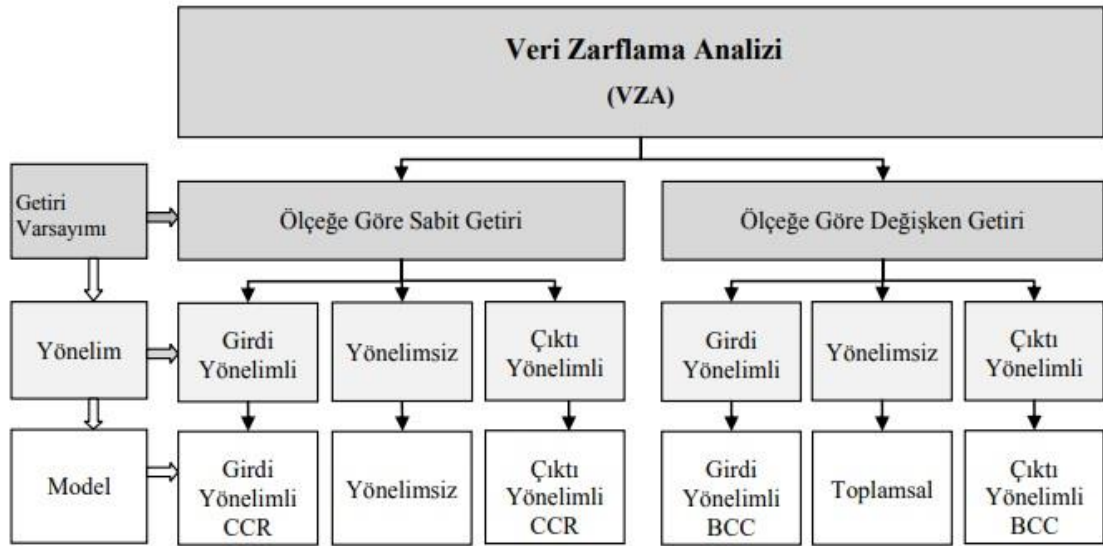 Veri Zarflama Analizi
(VZA)
Getiri
Varsayımı
Ölçeğe Göre Sabit Getiri
Ölçeğe Göre Değişken Getiri
Yönelim
Girdi
Yönelimli
Yönelimsiz
Çıktı
Yönelimli
Girdi
Yönelimli
Yönelimsiz
Çıktı
Yönelimli
Model
Girdi
Yönelimli
CCR
Yönelimsiz
Çıktı
Yönelimli
CCR
Girdi
Yönelimli
BCC
Toplamsal
Çıktı
Yönelimli
BCC